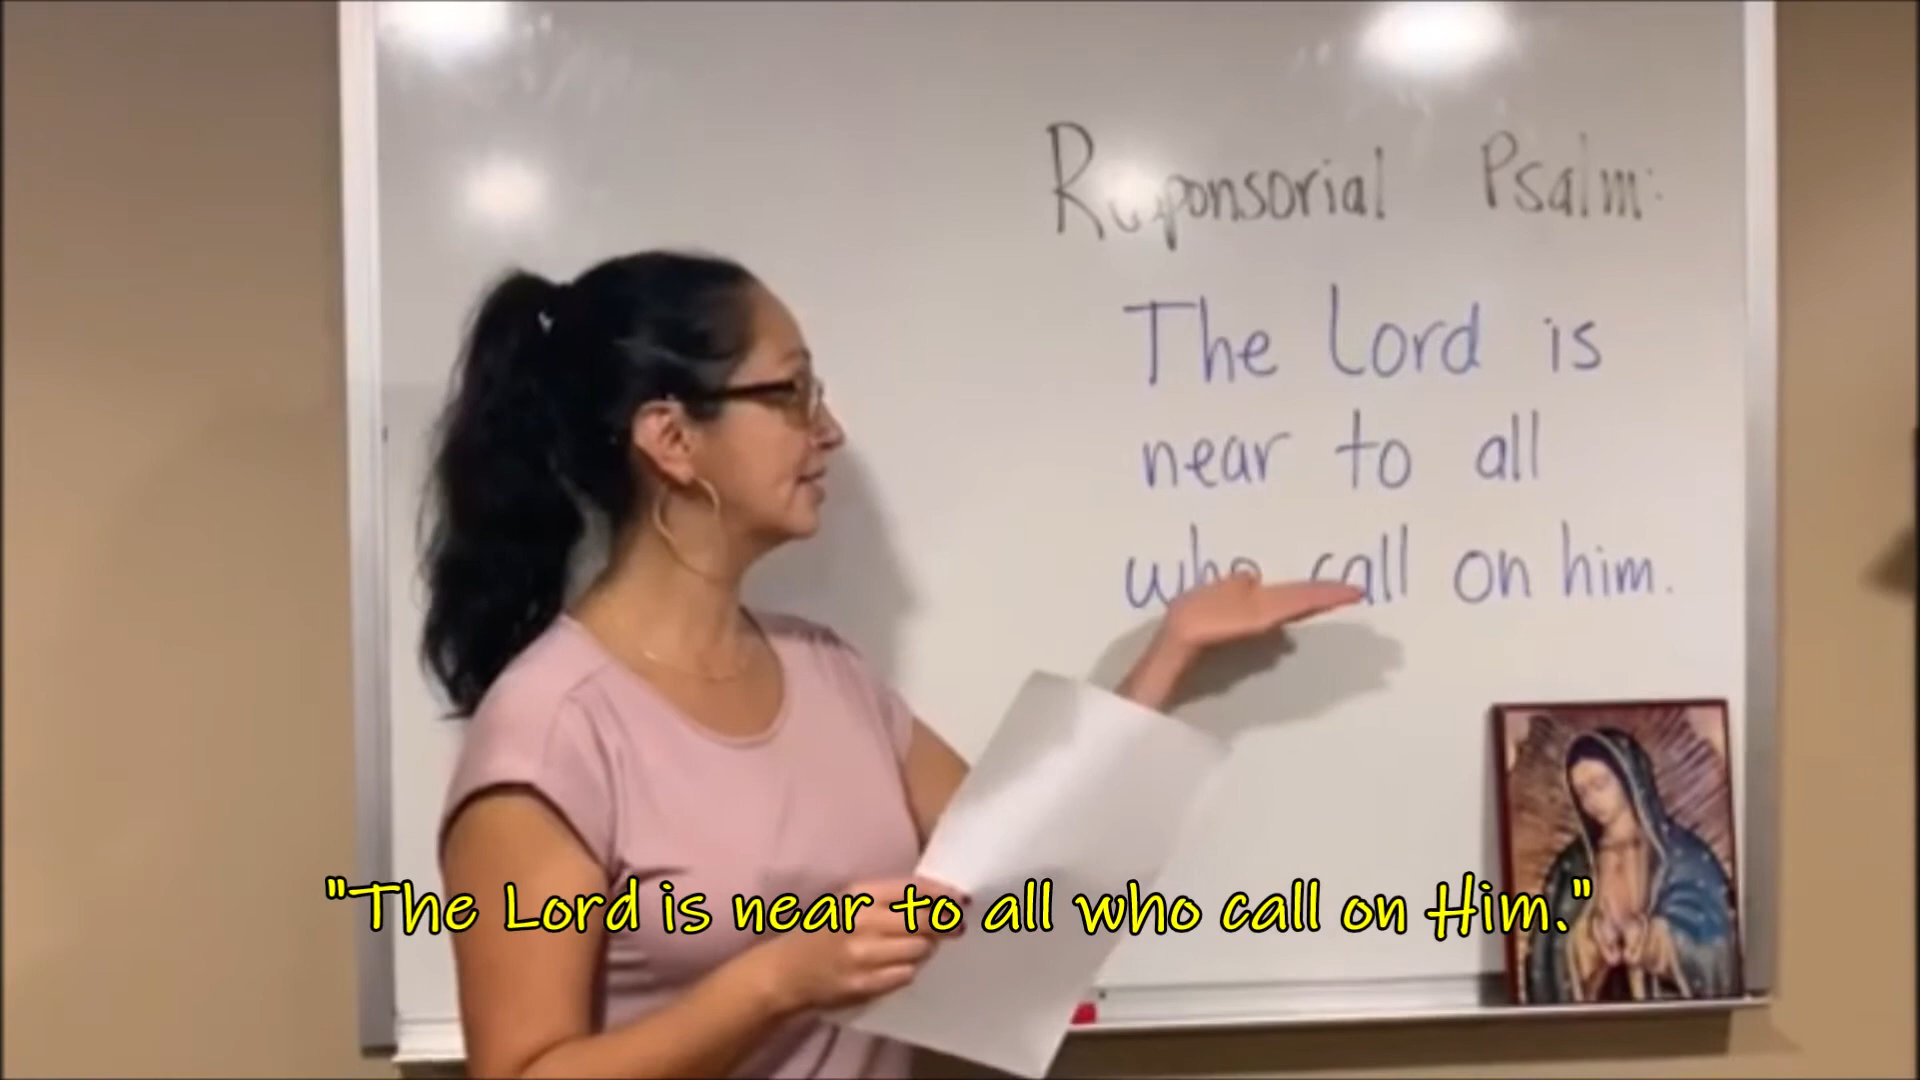 Responsorial Psalm:
The Lord is
near to all
who call on him.
"The Lord is near to all who call on Him."